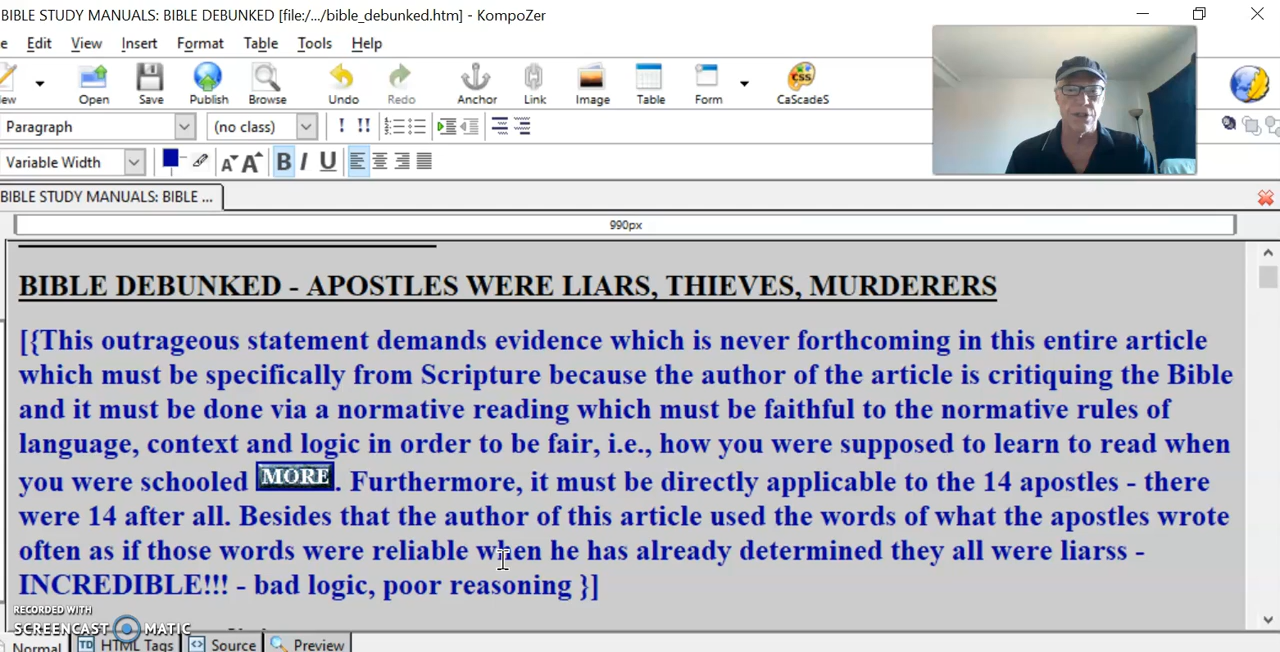 BIBLE STUDY MANUALS: BIBLE DEBUNKED [file:/.../bible_debunked.htm] - KompoZer
e Edit View Insert Format Table Tools Help
ew Open Save Publish Browse Undo Redo Anchor Link Image Table Form CaScadeS
Paragraph (no class) ! !!
Variable Width A A B I U
BIBLE STUDY MANUALS: BIBLE ...
990px
BIBLE DEBUNKED - APOSTLES WERE LIARS, THIEVES, MURDERERS
[{This outrageous statement demands evidence which is never forthcoming in this entire article
which must be specifically from Scripture because the author of the article is critiquing the Bible
and it must be done via a normative reading which must be faithful to the normative rules of
language, context and logic in order to be fair, i.e., how you were supposed to learn to read when
you were schooled MORE. Furthermore, it must be directly applicable to the 14 apostles - there
were 14 after all. Besides that the author of this article used the words of what the apostles wrote
often as if those words were reliable when he has already determined they all were liarss -
INCREDIBLE!!! - bad logic, poor reasoning }]
RECORDED WITH
SCREENCAST MATIC
Normal TD HTML Tags <> Source Preview